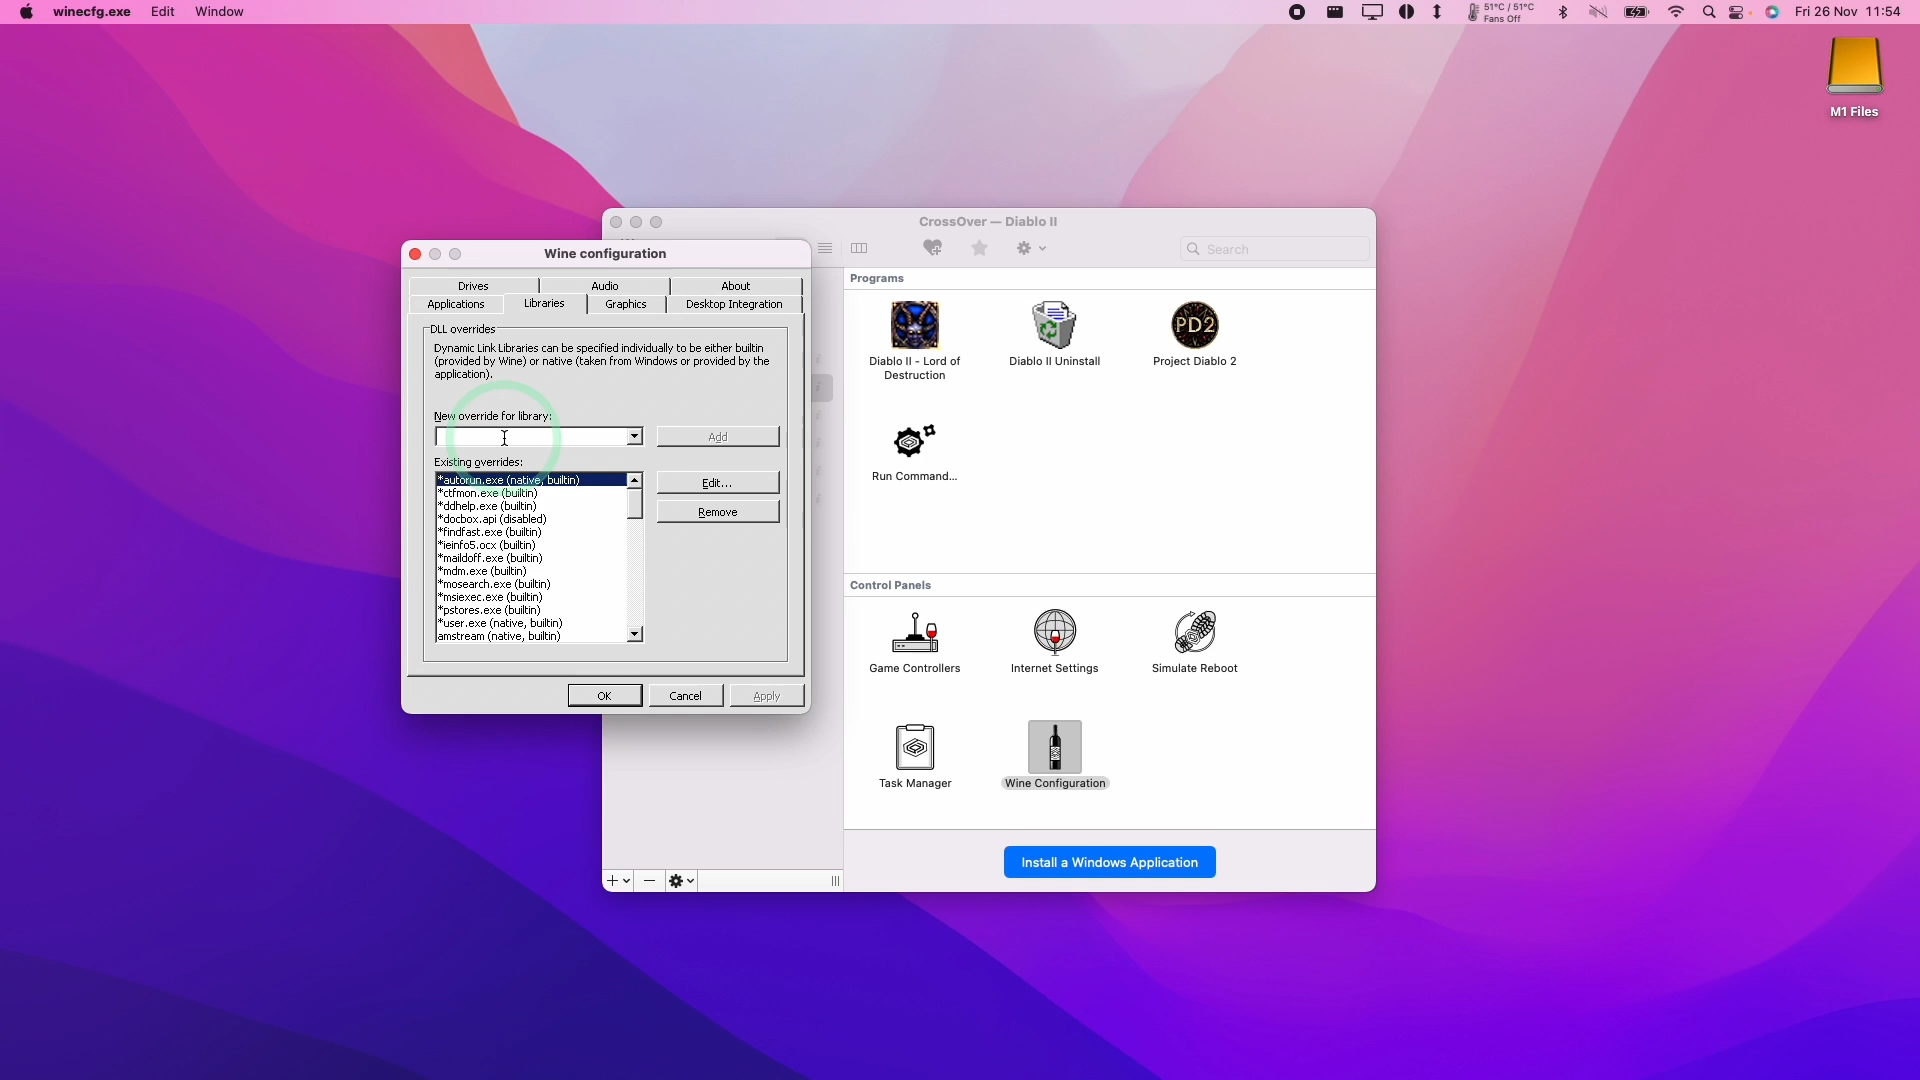 winecfg.exe Edit Window
51°C / 51°C
Fans Off
Fri 26 Nov 11:54
M1 Files
CrossOver — Diablo II
Search
Wine configuration
Drives Audio About
Applications Libraries Graphics Desktop Integration
DLL overrides
Dynamic Link Libraries can be specified individually to be either builtin
(provided by Wine) or native (taken from Windows or provided by the
application).
New override for library:
Add
Existing overrides:
*autorun.exe (native, builtin)
*ctfmon.exe (builtin)
*ddhelp.exe (builtin)
*docbox.api (disabled)
*findfast.exe (builtin)
*ieinfo5.ocx (builtin)
*maildoff.exe (builtin)
*mdm.exe (builtin)
*mosearch.exe (builtin)
*msiexec.exe (builtin)
*pstores.exe (builtin)
*user.exe (native, builtin)
amstream (native, builtin)
Edit...
Remove
OK Cancel Apply
Programs
PD2
Diablo II - Lord of
Destruction
Diablo II Uninstall
Project Diablo 2
Run Command...
Control Panels
Game Controllers
Internet Settings
Simulate Reboot
Task Manager
Wine Configuration
Install a Windows Application